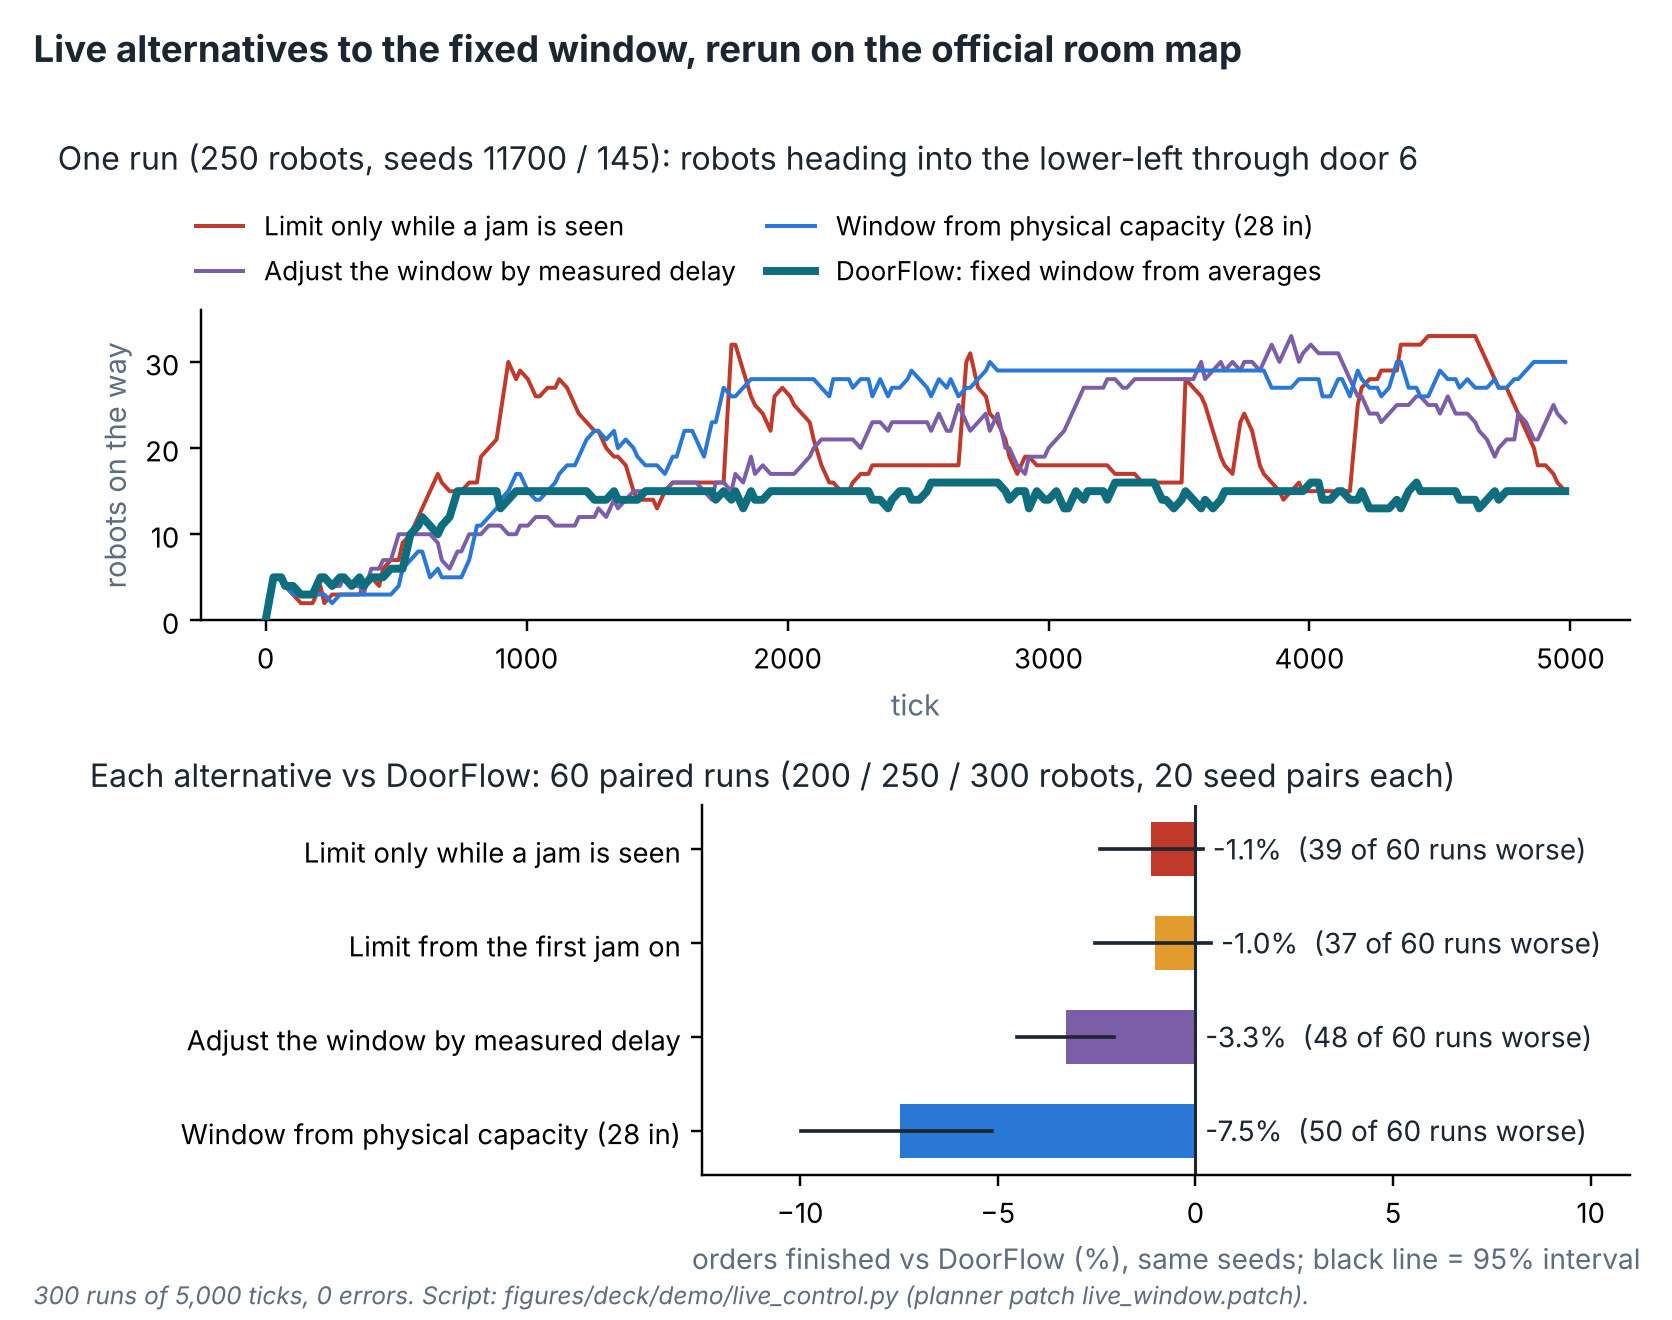 Live alternatives to the fixed window, rerun on the official room map
One run (250 robots, seeds 11700 / 145): robots heading into the lower-left through door 6
Limit only while a jam is seen
Window from physical capacity (28 in)
Adjust the window by measured delay
DoorFlow: fixed window from averages
robots on the way
30
20
10
0
0
1000
2000
3000
4000
5000
tick
Each alternative vs DoorFlow: 60 paired runs (200 / 250 / 300 robots, 20 seed pairs each)
Limit only while a jam is seen
-1.1% (39 of 60 runs worse)
Limit from the first jam on
-1.0% (37 of 60 runs worse)
Adjust the window by measured delay
-3.3% (48 of 60 runs worse)
Window from physical capacity (28 in)
-7.5% (50 of 60 runs worse)
−10
−5
0
5
10
orders finished vs DoorFlow (%), same seeds; black line = 95% interval
300 runs of 5,000 ticks, 0 errors. Script: figures/deck/demo/live_control.py (planner patch live_window.patch).